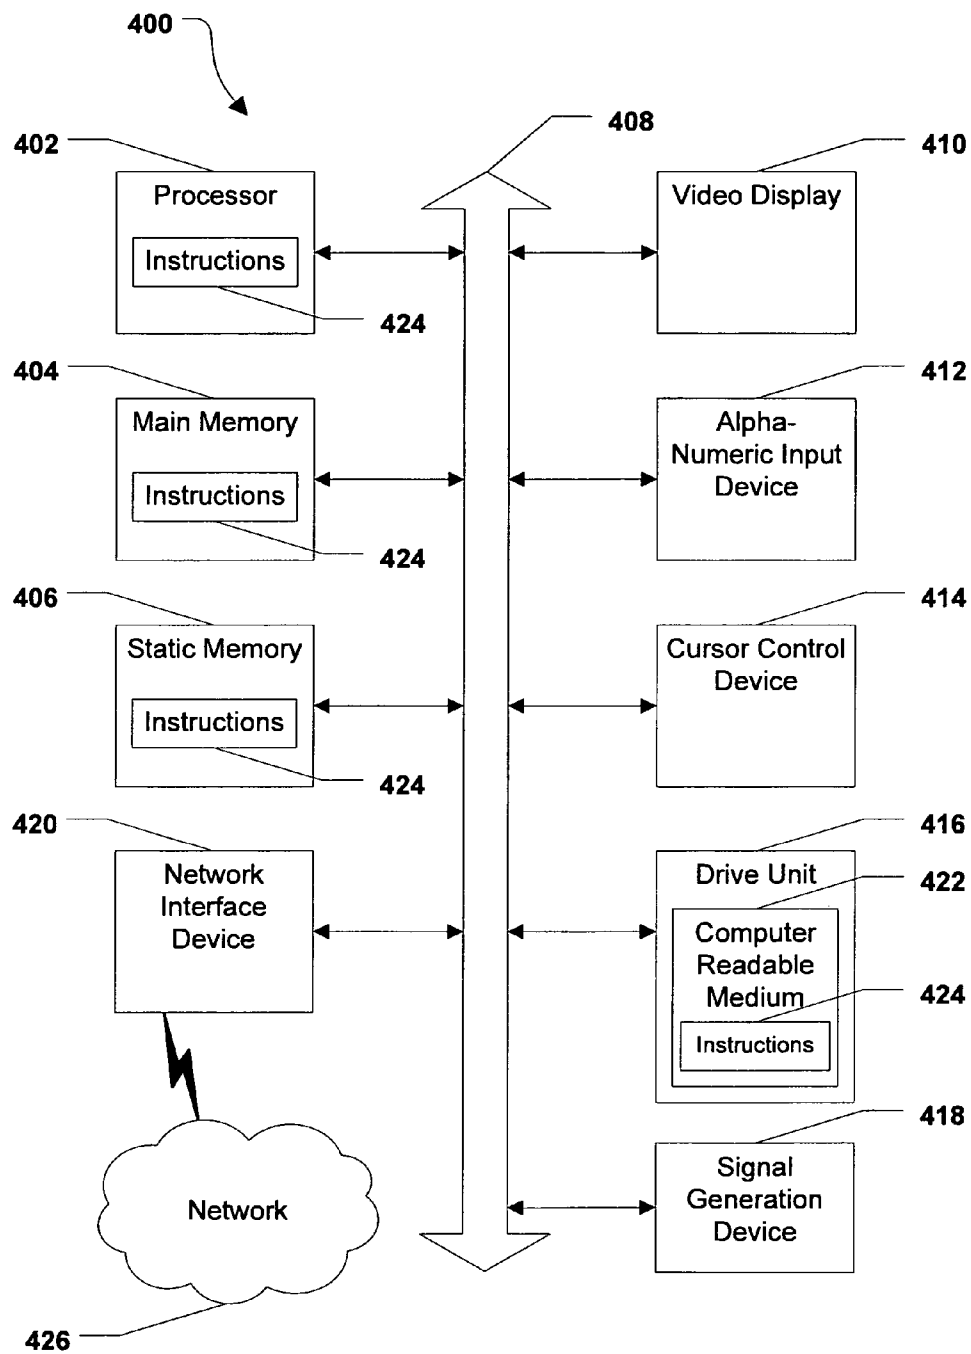 400
402
Processor
Instructions
424
404
Main Memory
Instructions
424
406
Static Memory
Instructions
424
420
Network
Interface
Device
Network
426
408
410
Video Display
412
Alpha-
Numeric Input
Device
414
Cursor Control
Device
416
Drive Unit
422
Computer
Readable
Medium
424
Instructions
418
Signal
Generation
Device